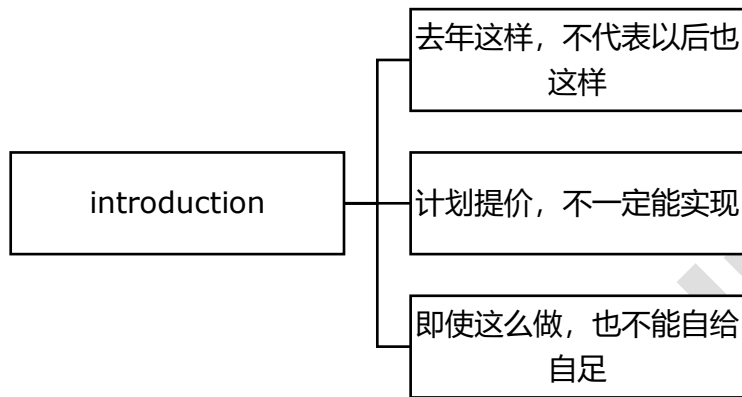 去年这样，不代表以后也
这样
introduction
计划提价，不一定能实现
即使这么做，也不能自给
自足